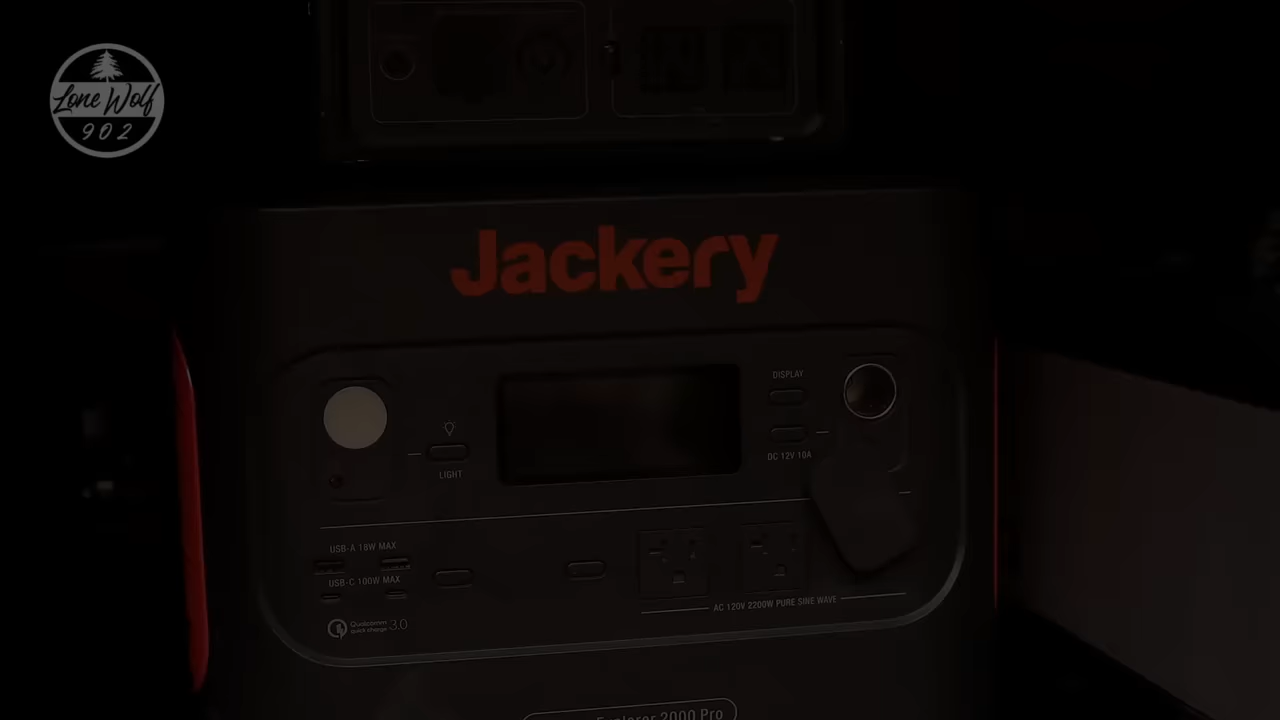 Lone Wolf
902
Jackery
DISPLAY
LIGHT
DC 12V 10A
USB-A 18W MAX
USB-C 100W MAX
AC 120V 2200W PURE SINE WAVE
Qualcomm
quick charge 3.0
Explorer 2000 Pro